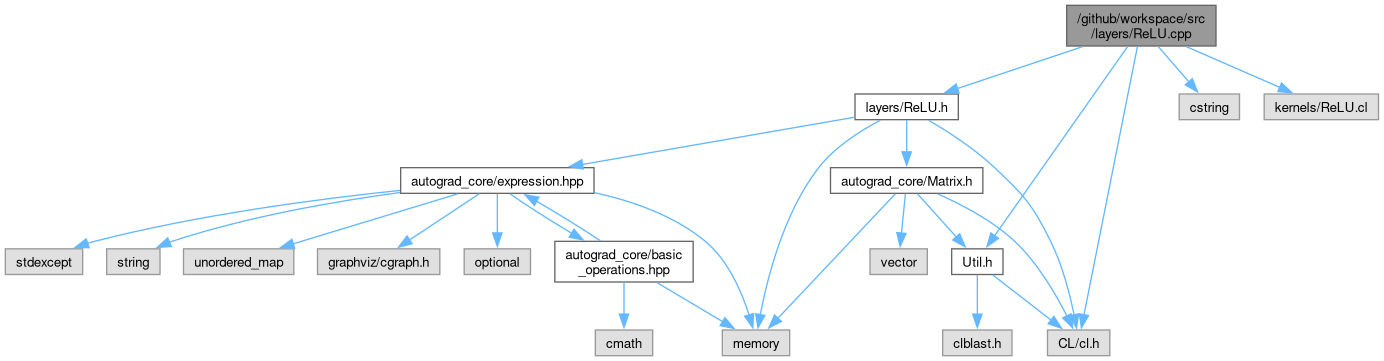 /github/workspace/src
/layers/ReLU.cpp
layers/ReLU.h
cstring
kernels/ReLU.cl
autograd_core/expression.hpp
autograd_core/Matrix.h
stdexcept
string
unordered_map
graphviz/cgraph.h
optional
autograd_core/basic
_operations.hpp
vector
Util.h
cmath
memory
clblast.h
CL/cl.h